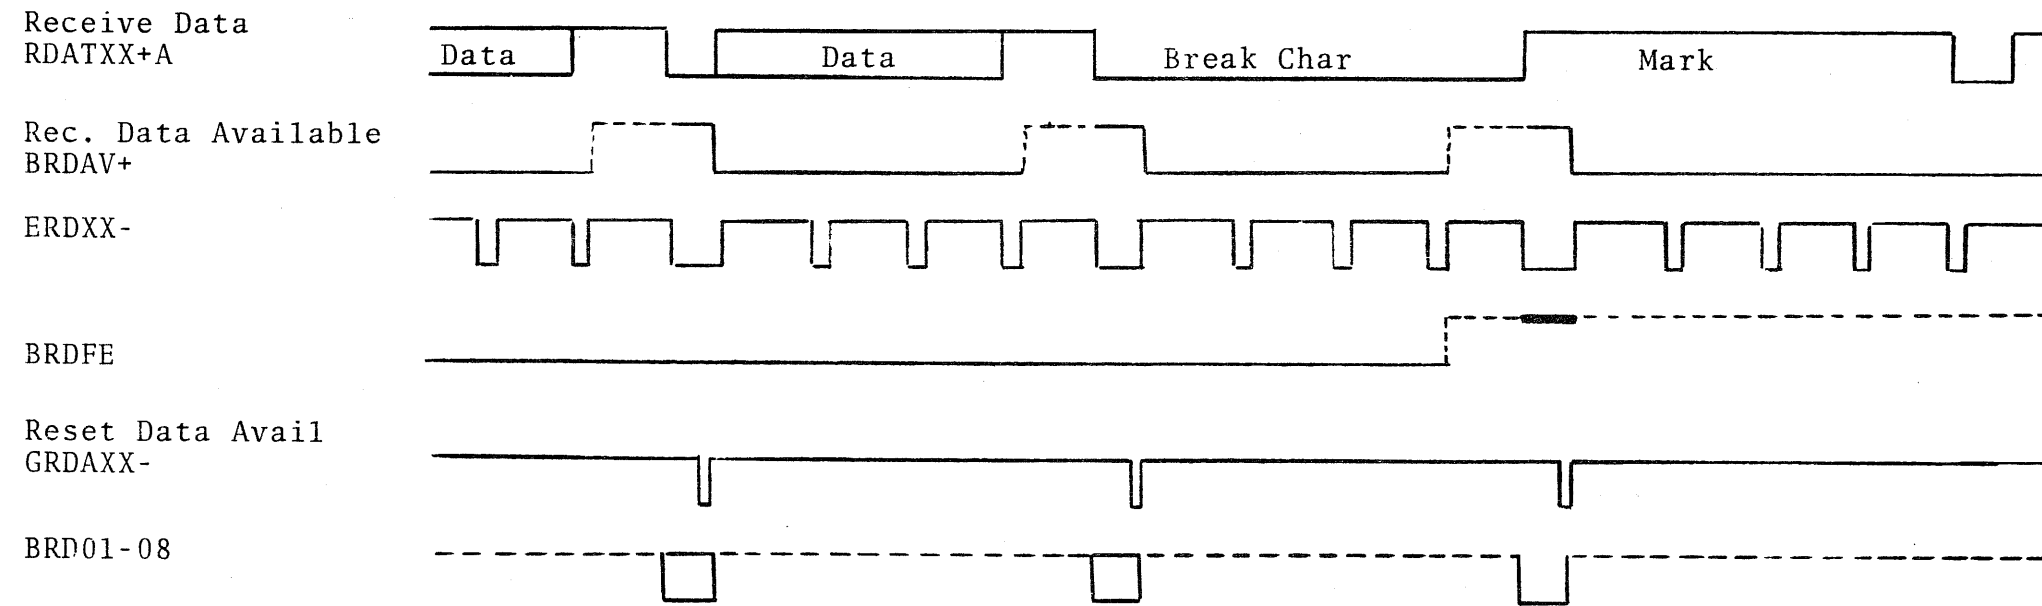 Receive Data
RDATXX+A
Data
Data
Break Char
Mark
Rec. Data Available
BRDAV+
ERDXX-
BRDFE
Reset Data Avail
GRDAXX-
BRD01-08